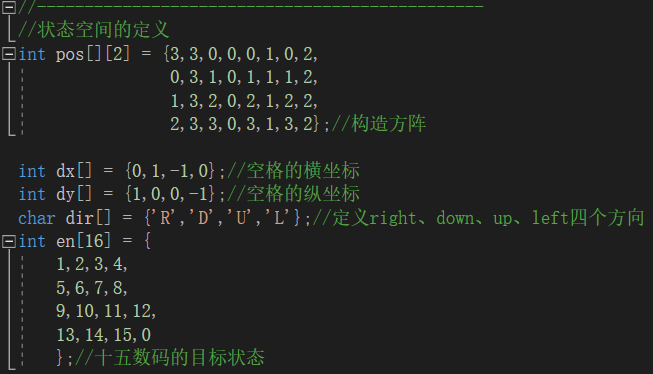 //-----------------------------------------------
//状态空间的定义
int pos[][2] = {3,3,0,0,0,1,0,2,
0,3,1,0,1,1,1,2,
1,3,2,0,2,1,2,2,
2,3,3,0,3,1,3,2};//构造方阵
int dx[] = {0,1,-1,0};//空格的横坐标
int dy[] = {1,0,0,-1};//空格的纵坐标
char dir[] = {'R','D','U','L'};//定义right、down、up、left四个方向
int en[16] = {
1,2,3,4,
5,6,7,8,
9,10,11,12,
13,14,15,0
};//十五数码的目标状态